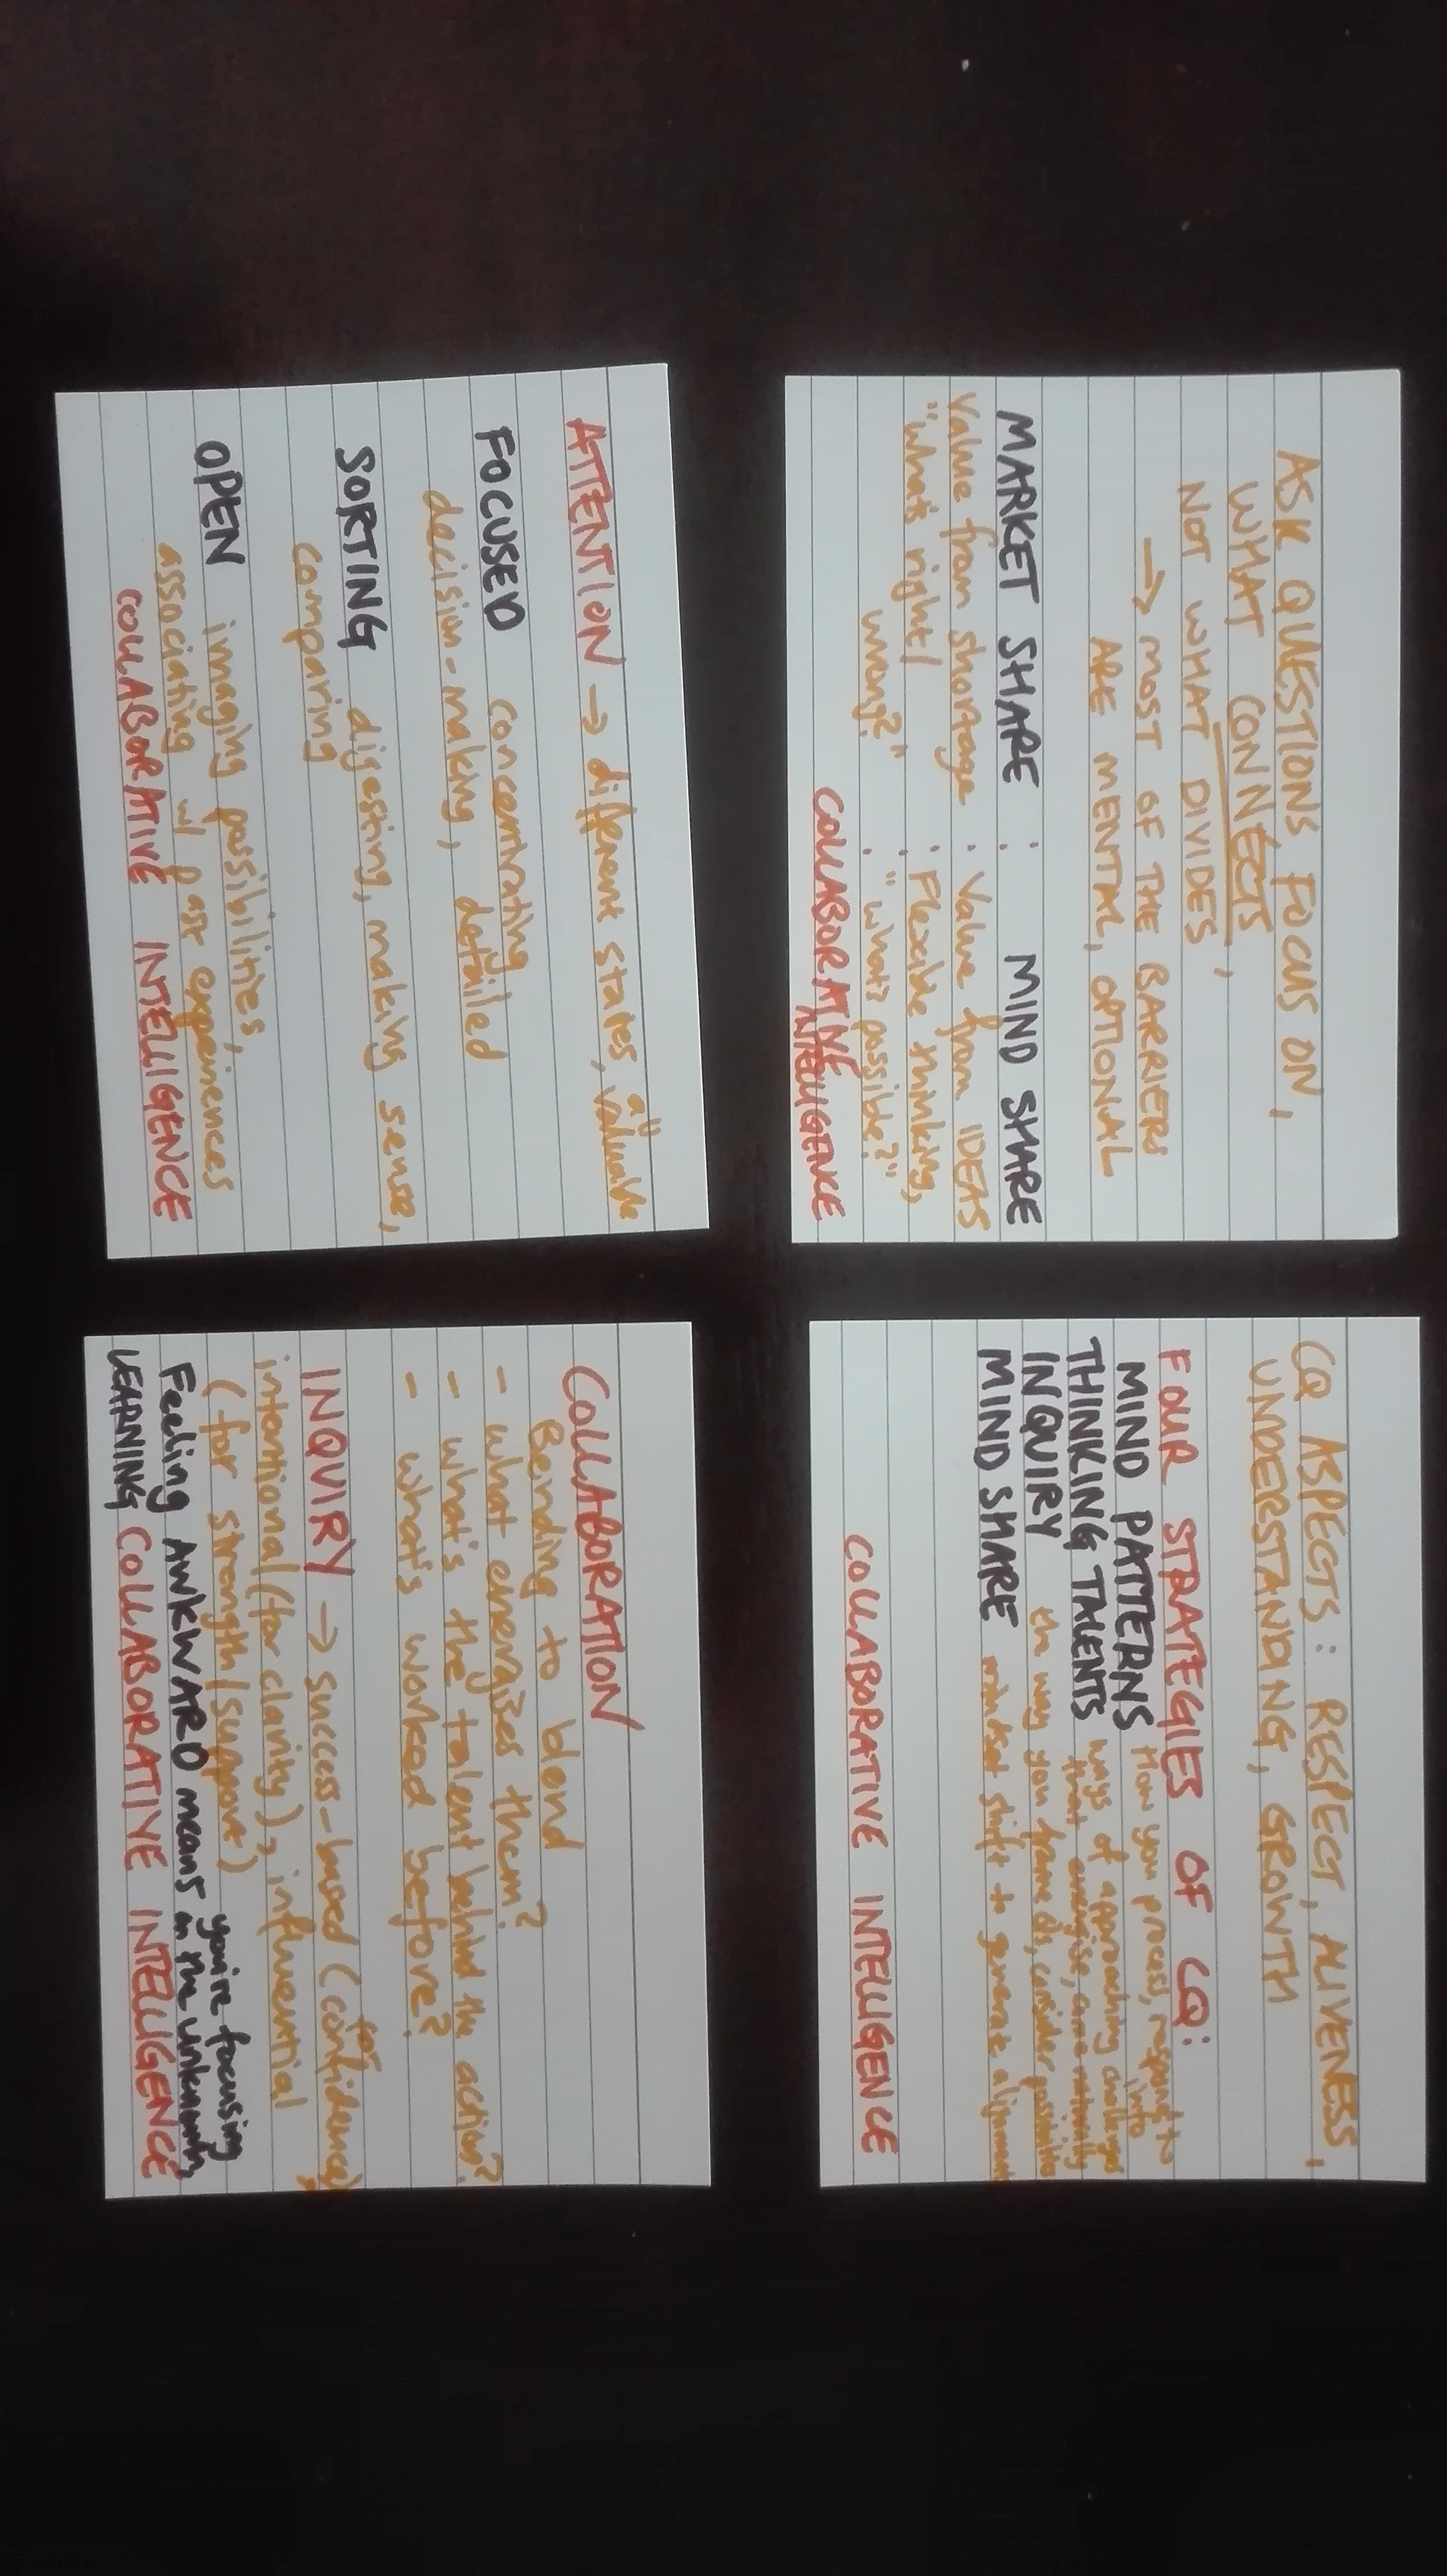 ASK QUESTIONS, FOCUS ON,
WHAT CONNECTS,
NOT WHAT DIVIDES
→ MOST OF THE BARRIERS
ARE MENTAL, OPTIONAL
MARKET SHARE : MIND SHARE
Value from shortage : Value from IDEAS
"what's right/ : Flexible thinking,
wrong?" : "what's possible?"
COLLABORATIVE
INTELLIGENCE
CQ ASPECTS: RESPECT, ALIVENESS,
UNDERSTANDING, GROWTH
FOUR STRATEGIES OF CQ:
MIND PATTERNS How you process, respond to
info
THINKING TALENTS ways of approaching challenges
that energise, come naturally
INQUIRY the way you frame Qs, consider possibilities
MIND SHARE mindset shift to generate alignment
COLLABORATIVE INTELLIGENCE
ATTENTION → different states, all
valuable
FOCUSED concentrating,
decision-making, detailed
SORTING digesting, making sense,
comparing
OPEN imaging possibilities,
associating w/ past experiences
COLLABORATIVE INTELLIGENCE
COLLABORATION
Bending to blend
- what energizes them?
- what's the talent behind the action?
- what's worked before?
INQUIRY → success-based (for confidence),
intentional (for clarity), influential
(for strength/support)
Feeling AWKWARD means you're focusing
on the unknown,
LEARNING COLLABORATIVE INTELLIGENCE